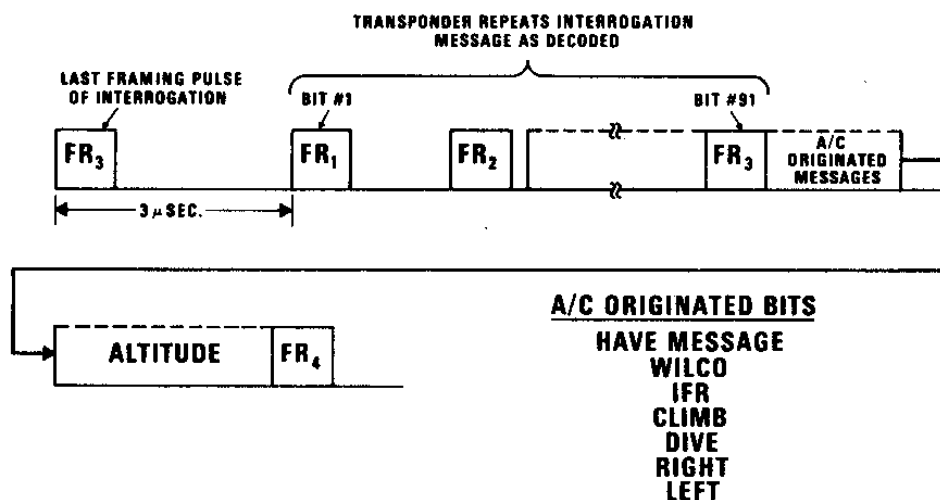 TRANSPONDER REPEATS INTERROGATION
MESSAGE AS DECODED
LAST FRAMING PULSE
OF INTERROGATION
BIT #1
BIT #91
FR3
FR1
FR2
FR3
A/C
ORIGINATED
MESSAGES
3 μSEC.
ALTITUDE
FR4
A/C ORIGINATED BITS
HAVE MESSAGE
WILCO
IFR
CLIMB
DIVE
RIGHT
LEFT